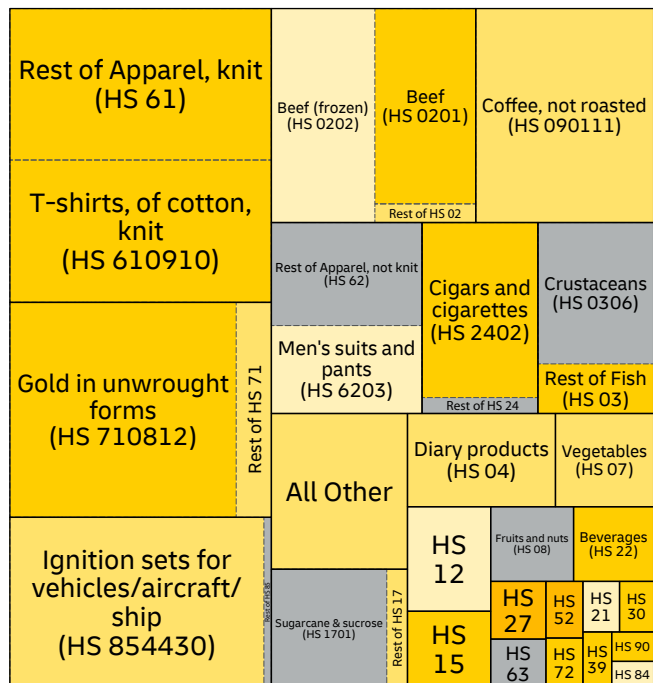 Rest of Apparel, knit
(HS 61)
T-shirts, of cotton,
knit
(HS 610910)
Gold in unwrought
forms
(HS 710812)
Rest of HS 71
Ignition sets for
vehicles/aircraft/
ship
(HS 854430)
Rest of HS 85
Beef (frozen)
(HS 0202)
Beef
(HS 0201)
Rest of HS 02
Coffee, not roasted
(HS 090111)
Rest of Apparel, not knit
(HS 62)
Men's suits and
pants
(HS 6203)
Cigars and
cigarettes
(HS 2402)
Rest of HS 24
Crustaceans
(HS 0306)
Rest of Fish
(HS 03)
All Other
Sugarcane & sucrose
(HS 1701)
Rest of HS 17
Diary products
(HS 04)
Vegetables
(HS 07)
HS
12
HS
15
Fruits and nuts
(HS 08)
Beverages
(HS 22)
HS
27
HS
52
HS
21
HS
30
HS
63
HS
72
HS
39
HS 90
HS 84